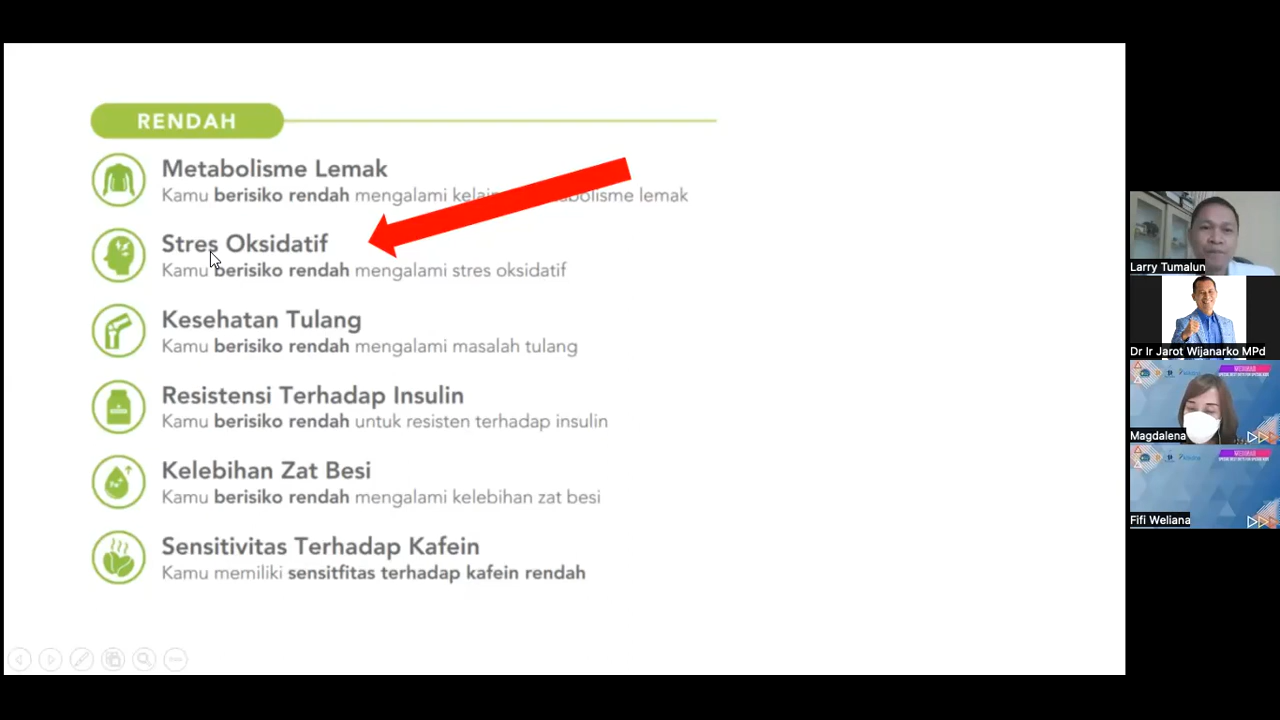 RENDAH
Metabolisme Lemak
Kamu berisiko rendah mengalami metabolisme lemak
Stres Oksidatif
Kamu berisiko rendah mengalami stres oksidatif
Kesehatan Tulang
Kamu berisiko rendah mengalami masalah tulang
Resistensi Terhadap Insulin
Kamu berisiko rendah untuk resisten terhadap insulin
Kelebihan Zat Besi
Kamu berisiko rendah mengalami kelebihan zat besi
Sensitivitas Terhadap Kafein
Kamu memiliki sensitfitas terhadap kafein rendah
Larry Tumalun
Dr Ir Jarot Wijanarko MPd
Magdalena
Fifi Weliana